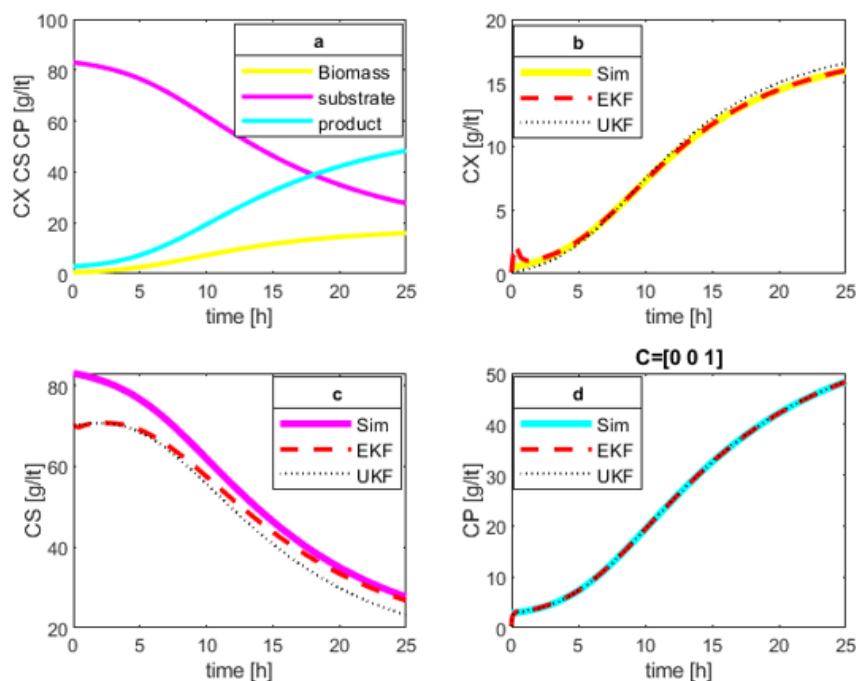 100
80
60
40
20
0
CX CS CP [g/lt]
a
Biomass
substrate
product
0
5
10
15
20
25
time [h]
20
15
10
5
0
CX [g/lt]
b
Sim
EKF
UKF
0
5
10
15
20
25
time [h]
80
60
40
20
CS [g/lt]
c
Sim
EKF
UKF
0
5
10
15
20
25
time [h]
C=[0 0 1]
50
40
30
20
10
0
CP [g/lt]
d
Sim
EKF
UKF
0
5
10
15
20
25
time [h]